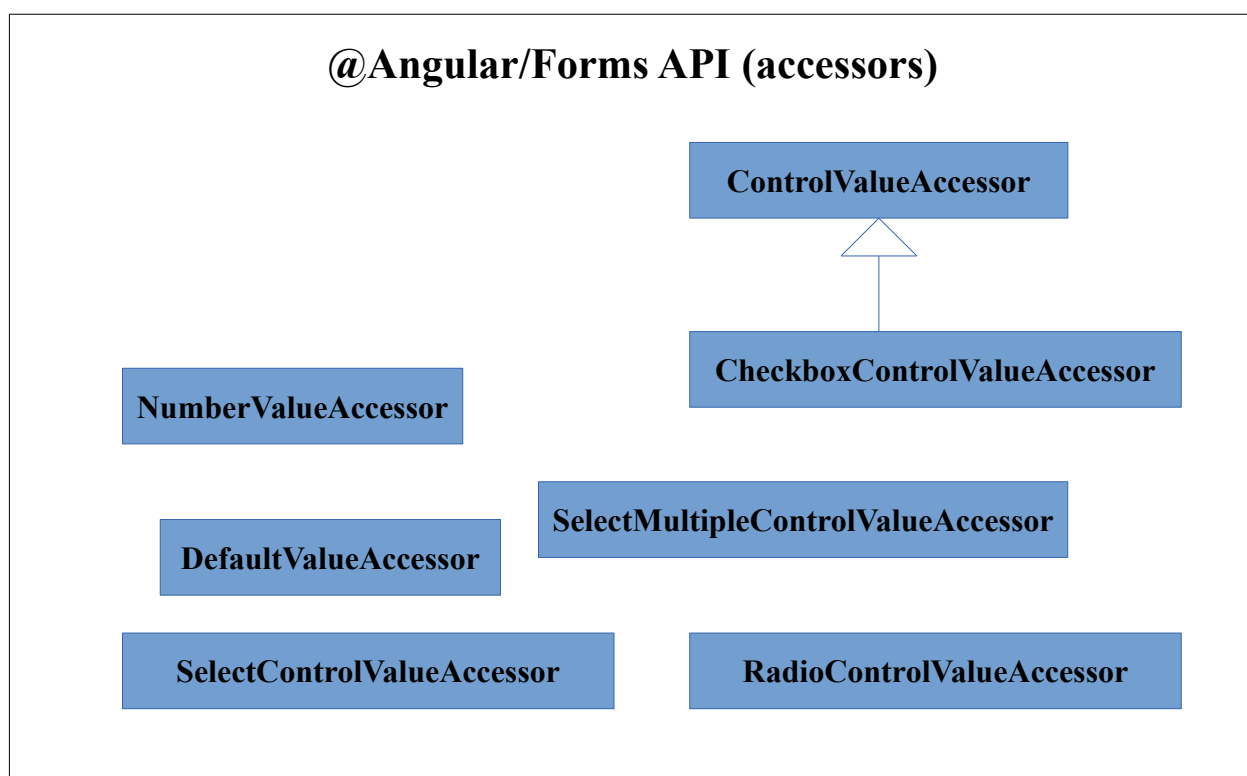 @Angular/Forms API (accessors)
ControlValueAccessor
CheckboxControlValueAccessor
NumberValueAccessor
SelectMultipleControlValueAccessor
DefaultValueAccessor
SelectControlValueAccessor
RadioControlValueAccessor